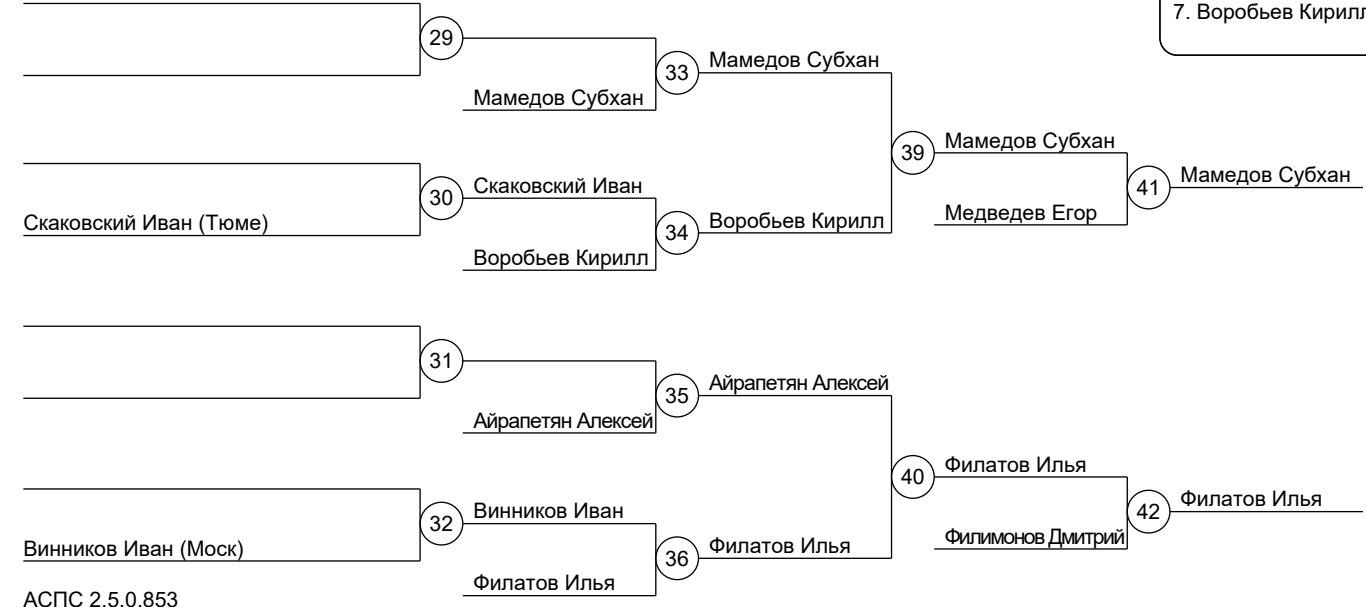 7. Воробьев Кирилл
29
Мамедов Субхан
33
Мамедов Субхан
39
Мамедов Субхан
Медведев Егор
41
Мамедов Субхан
Скаковский Иван (Тюме)
30
Скаковский Иван
Воробьев Кирилл
34
Воробьев Кирилл
31
Айрапетян Алексей
35
Айрапетян Алексей
40
Филатов Илья
Филимонов Дмитрий
42
Филатов Илья
Винников Иван (Моск)
32
Винников Иван
Филатов Илья
36
Филатов Илья
АСПС 2.5.0.853